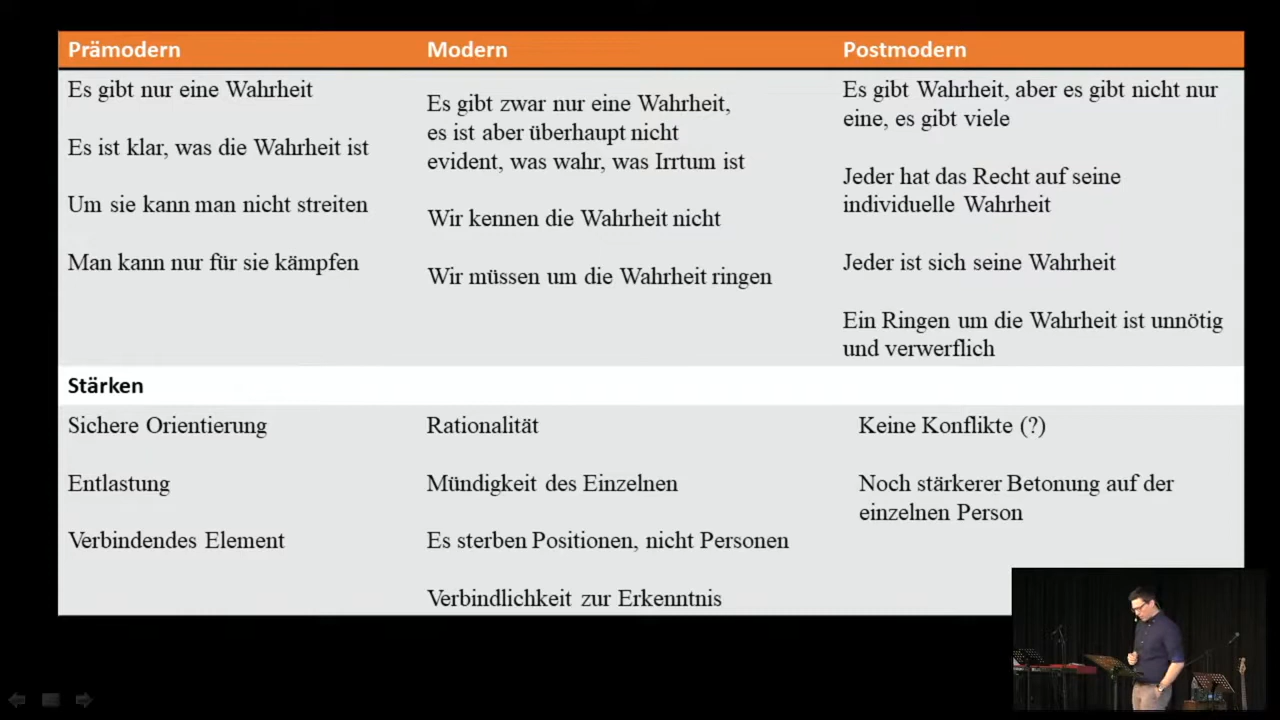 Prämodern
Modern
Postmodern
Es gibt nur eine Wahrheit
Es ist klar, was die Wahrheit ist
Um sie kann man nicht streiten
Man kann nur für sie kämpfen
Es gibt zwar nur eine Wahrheit,
es ist aber überhaupt nicht
evident, was wahr, was Irrtum ist
Wir kennen die Wahrheit nicht
Wir müssen um die Wahrheit ringen
Es gibt Wahrheit, aber es gibt nicht nur
eine, es gibt viele
Jeder hat das Recht auf seine
individuelle Wahrheit
Jeder ist sich seine Wahrheit
Ein Ringen um die Wahrheit ist unnötig
und verwerflich
Stärken
Sichere Orientierung
Entlastung
Verbindendes Element
Rationalität
Mündigkeit des Einzelnen
Es sterben Positionen, nicht Personen
Verbindlichkeit zur Erkenntnis
Keine Konflikte (?)
Noch stärkerer Betonung auf der
einzelnen Person